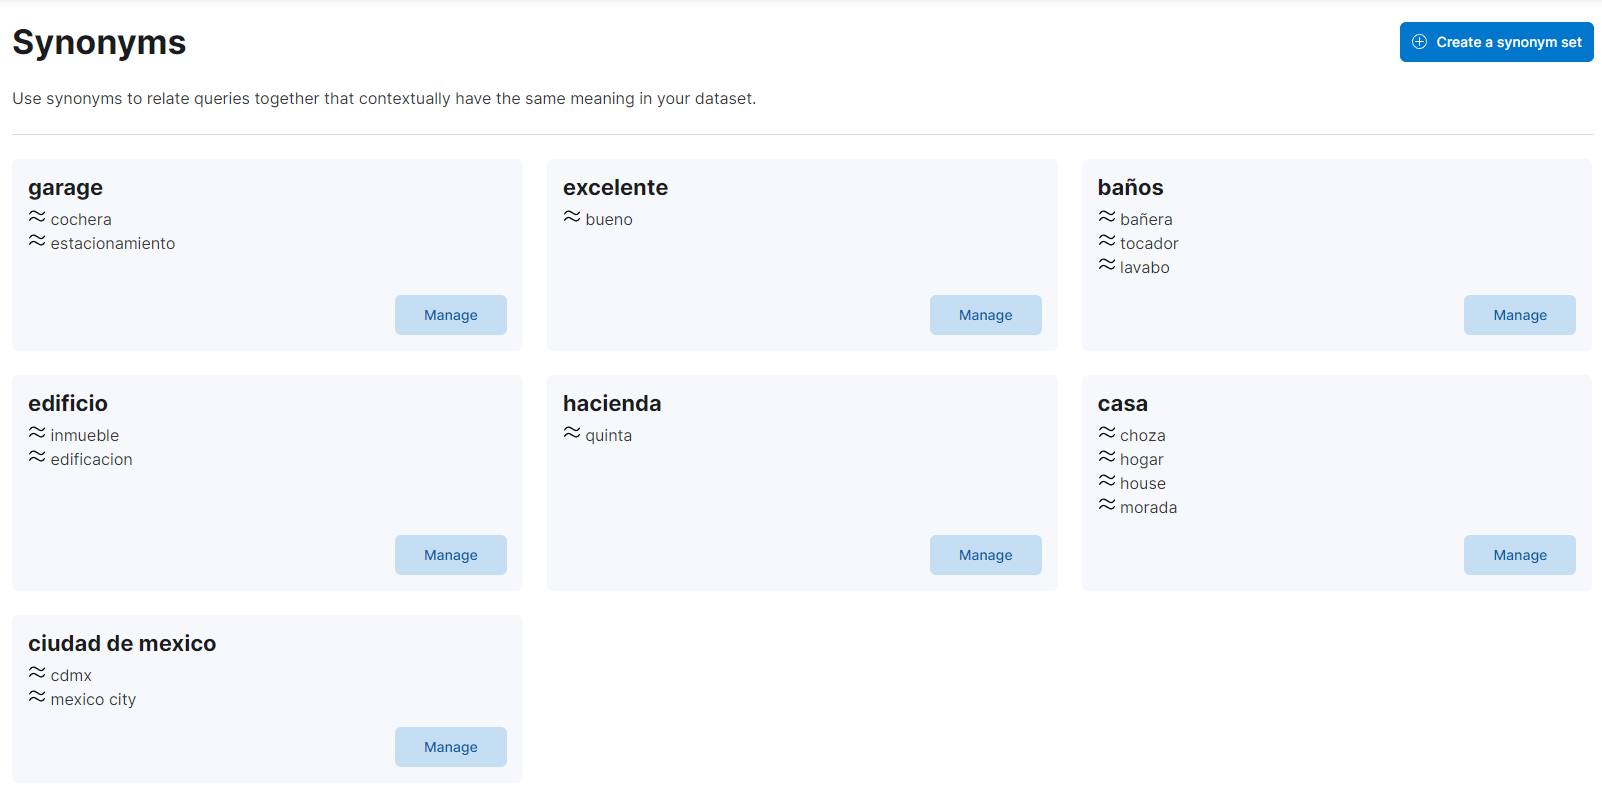 Synonyms
Create a synonym set
Use synonyms to relate queries together that contextually have the same meaning in your dataset.
garage
≈ cochera
≈ estacionamiento
Manage
excelente
≈ bueno
Manage
baños
≈ bañera
≈ tocador
≈ lavabo
Manage
edificio
≈ inmueble
≈ edificacion
Manage
hacienda
≈ quinta
Manage
casa
≈ choza
≈ hogar
≈ house
≈ morada
Manage
ciudad de mexico
≈ cdmx
≈ mexico city
Manage